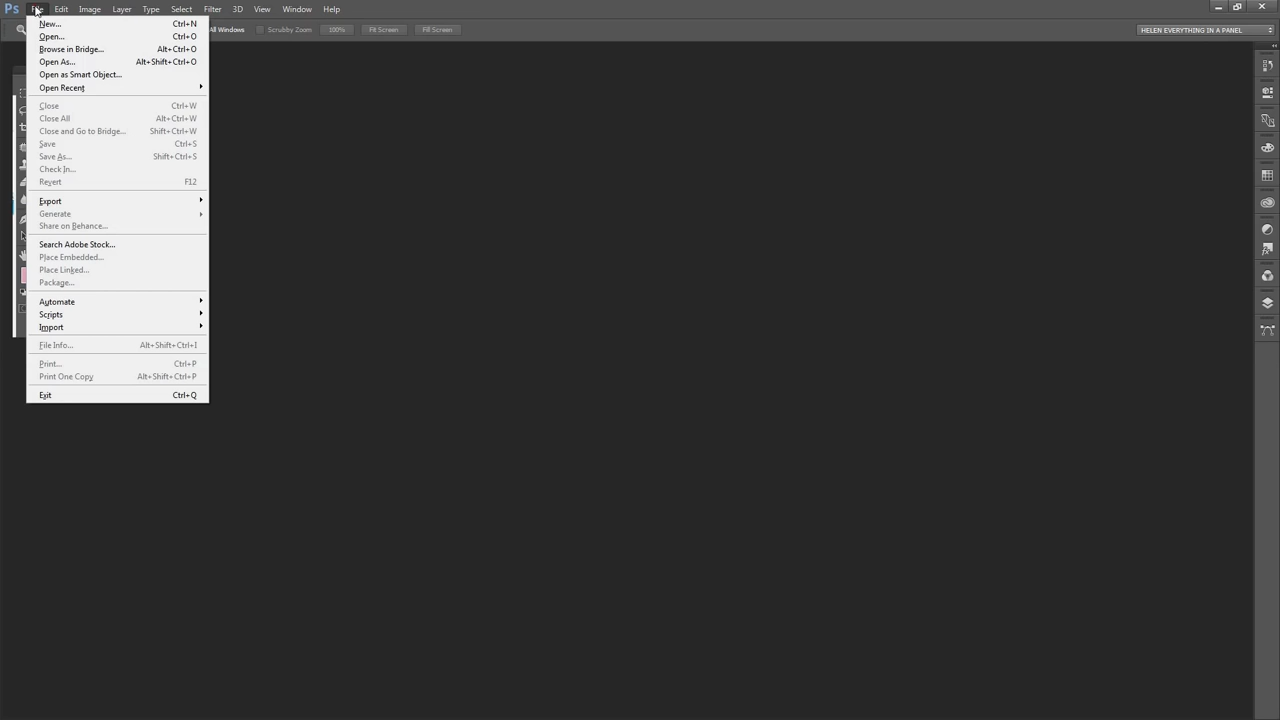 Ps File Edit Image Layer Type Select Filter 3D View Window Help
All Windows Scrubby Zoom 100% Fit Screen Fill Screen HELEN EVERYTHING IN A PANEL
New... Ctrl+N
Open... Ctrl+O
Browse in Bridge... Alt+Ctrl+O
Open As... Alt+Shift+Ctrl+O
Open as Smart Object...
Open Recent
Close Ctrl+W
Close All Alt+Ctrl+W
Close and Go to Bridge... Shift+Ctrl+W
Save Ctrl+S
Save As... Shift+Ctrl+S
Check In...
Revert F12
Export
Generate
Share on Behance...
Search Adobe Stock...
Place Embedded...
Place Linked...
Package...
Automate
Scripts
Import
File Info... Alt+Shift+Ctrl+I
Print... Ctrl+P
Print One Copy Alt+Shift+Ctrl+P
Exit Ctrl+Q